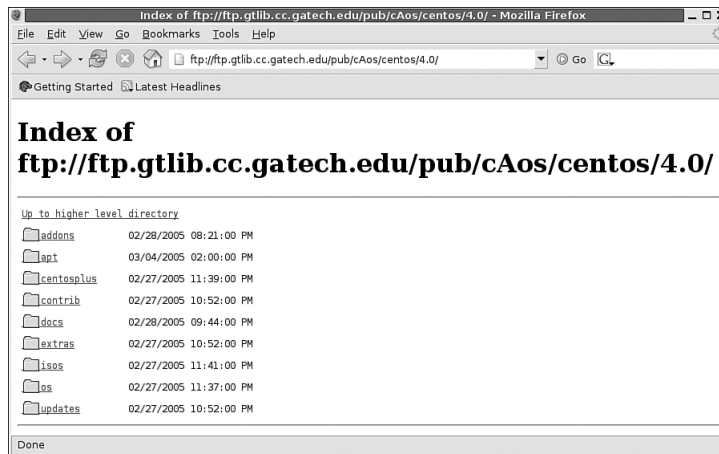 Index of ftp://ftp.gtlib.cc.gatech.edu/pub/cAos/centos/4.0/ - Mozilla Firefox
File Edit View Go Bookmarks Tools Help
ftp://ftp.gtlib.cc.gatech.edu/pub/cAos/centos/4.0/ Go G
Getting Started Latest Headlines
Index of
ftp://ftp.gtlib.cc.gatech.edu/pub/cAos/centos/4.0/
Up to higher level directory
addons 02/28/2005 08:21:00 PM
apt 03/04/2005 02:00:00 PM
centosplus 02/27/2005 11:39:00 PM
contrib 02/27/2005 10:52:00 PM
docs 02/28/2005 09:44:00 PM
extras 02/27/2005 10:52:00 PM
isos 02/27/2005 11:41:00 PM
os 02/27/2005 11:37:00 PM
updates 02/27/2005 10:52:00 PM
Done